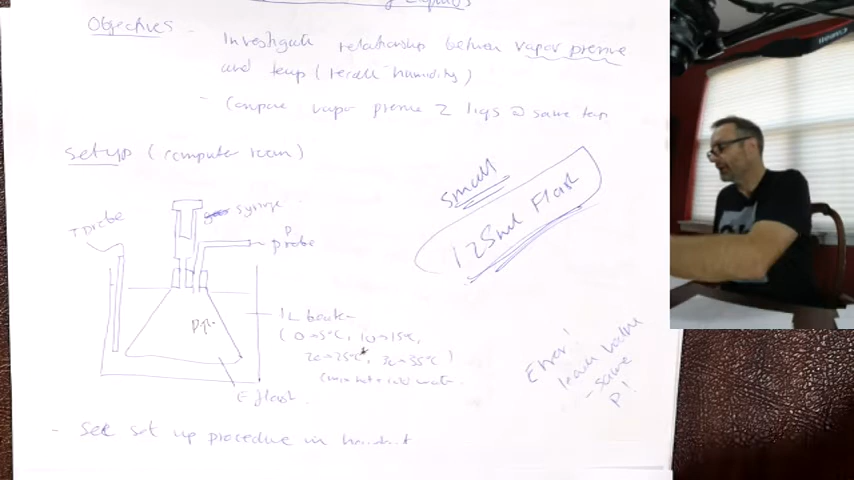 Objectives -
Investigate relationship between vapor pressure
and temp (recall humidity)
- Compare vapor pressure 2 liqs @ same temp
Setup (computer room)
small
125ml Flask
T probe
syringe
P
probe
1L beaker
(0→5°C, 10→15°C,
20→25°C, 30→35°C)
(mix hot + cold water
E flask.
Error!
- same
P!
- See set up procedure in handout